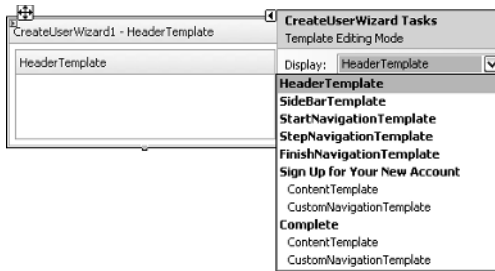 CreateUserWizard1 - HeaderTemplate
HeaderTemplate
CreateUserWizard Tasks
Template Editing Mode
Display: HeaderTemplate
HeaderTemplate
SideBarTemplate
StartNavigationTemplate
StepNavigationTemplate
FinishNavigationTemplate
Sign Up for Your New Account
ContentTemplate
CustomNavigationTemplate
Complete
ContentTemplate
CustomNavigationTemplate